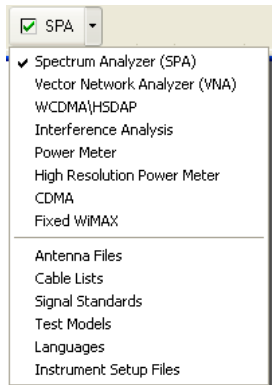 SPA
Spectrum Analyzer (SPA)
Vector Network Analyzer (VNA)
WCDMA\HSDAP
Interference Analysis
Power Meter
High Resolution Power Meter
CDMA
Fixed WiMAX
Antenna Files
Cable Lists
Signal Standards
Test Models
Languages
Instrument Setup Files